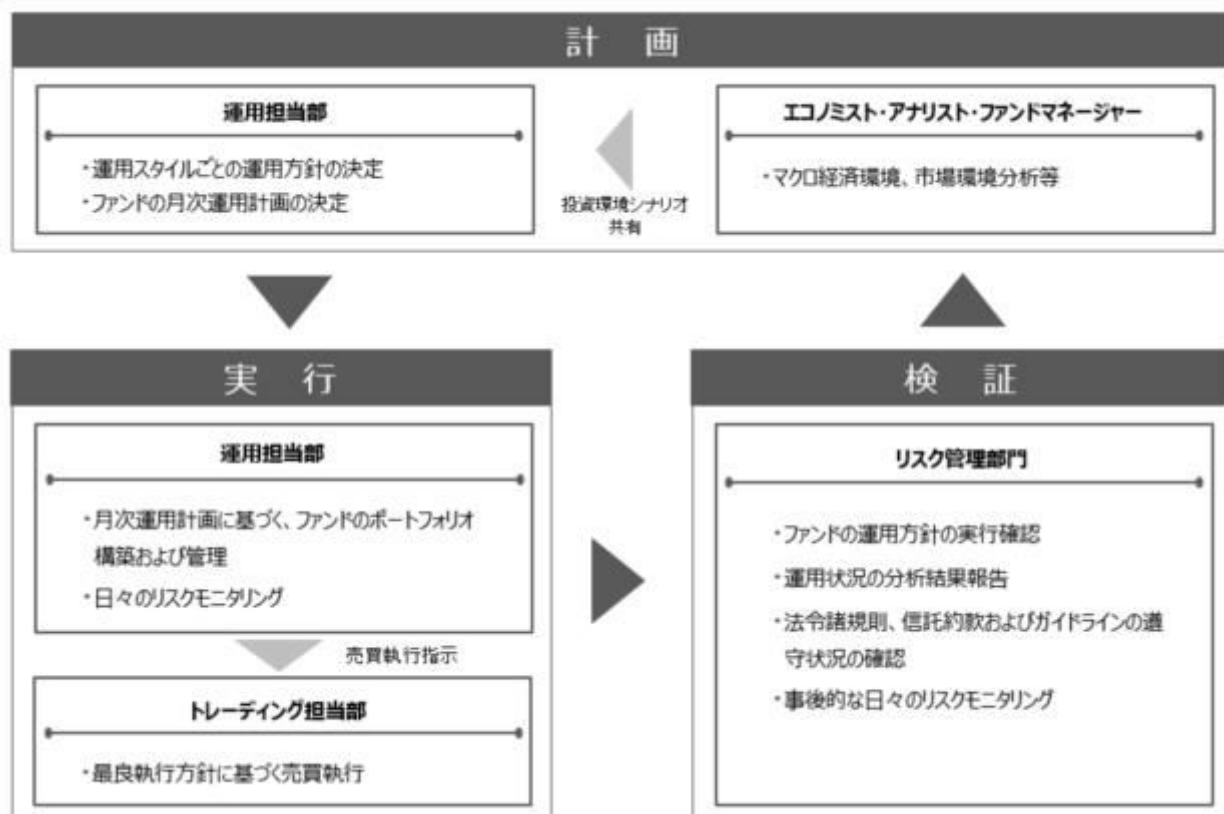 計 画
運用担当部
・運用スタイルごとの運用方針の決定
・ファンドの月次運用計画の決定
投資環境シナリオ
共有
エコノミスト・アナリスト・ファンドマネージャー
・マクロ経済環境、市場環境分析等
実 行
運用担当部
・月次運用計画に基づく、ファンドのポートフォリオ
構築および管理
・日々のリスクモニタリング
売買執行指示
トレーディング担当部
・最良執行方針に基づく売買執行
検 証
リスク管理部門
・ファンドの運用方針の実行確認
・運用状況の分析結果報告
・法令諸規則、信託約款およびガイドラインの遵
守状況の確認
・事後的な日々のリスクモニタリング